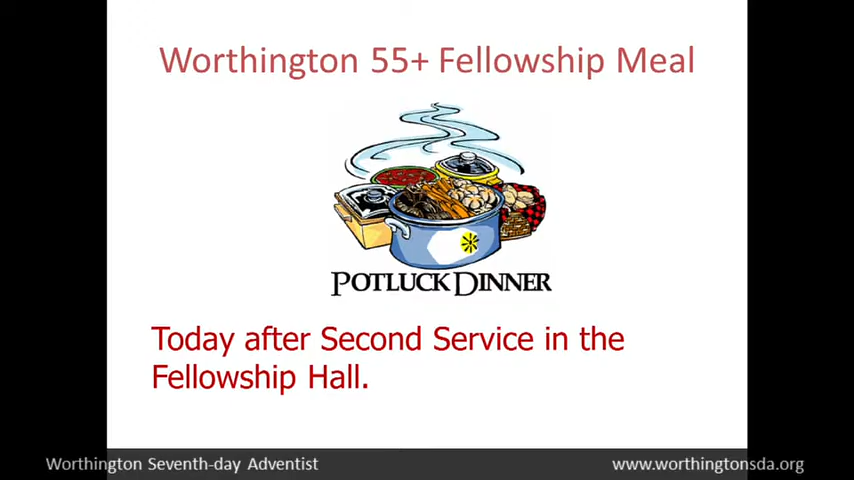 Worthington 55+ Fellowship Meal
POTLUCK DINNER
Today after Second Service in the
Fellowship Hall.
Worthington Seventh-day Adventist
www.worthingtonsda.org